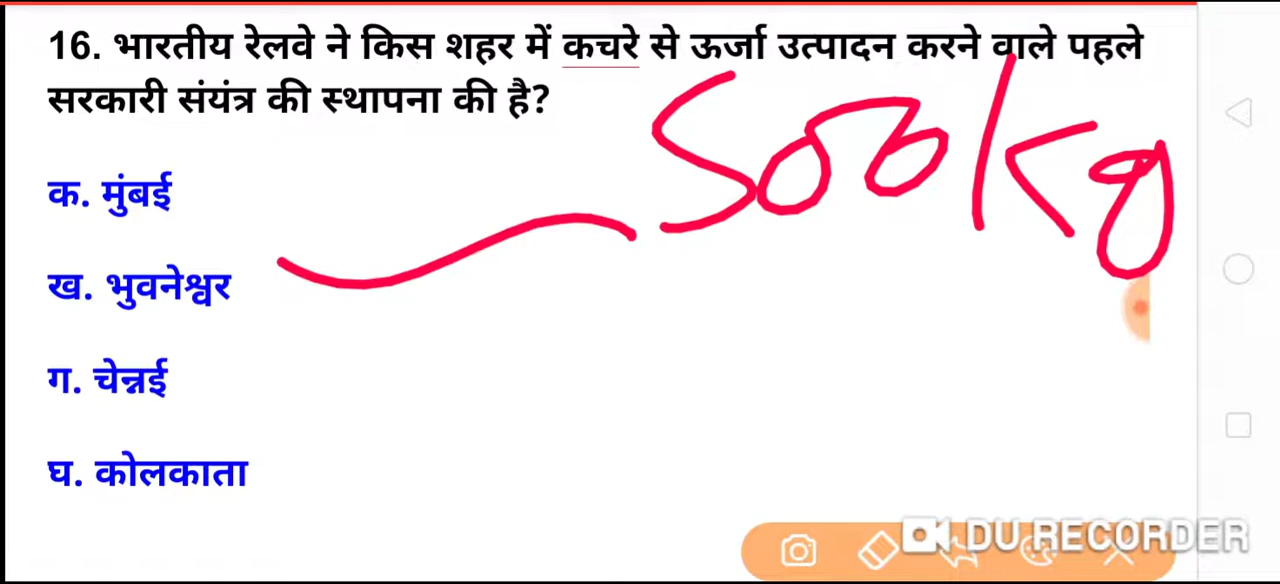 16. भारतीय रेलवे ने किस शहर में कचरे से ऊर्जा उत्पादन करने वाले पहले
सरकारी संयंत्र की स्थापना की है?
500kg
क. मुंबई
ख. भुवनेश्वर
ग. चेन्नई
घ. कोलकाता
DU RECORDER